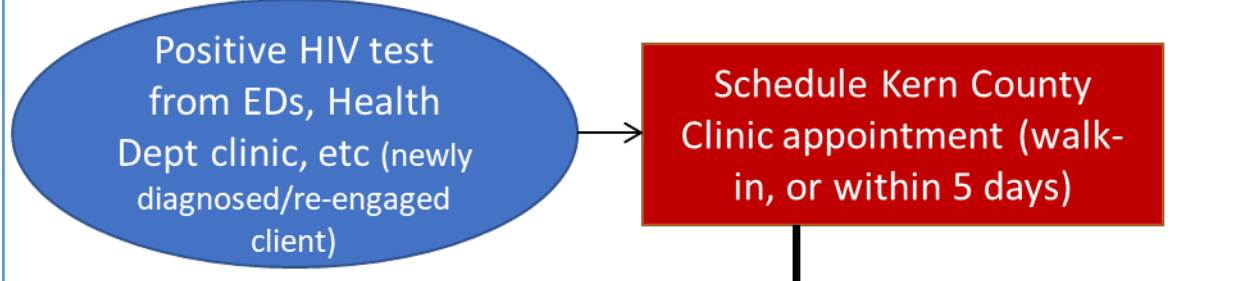 Positive HIV test
from EDs, Health
Dept clinic, etc (newly
diagnosed/re-engaged
client)
Schedule Kern County
Clinic appointment (walk-
in, or within 5 days)